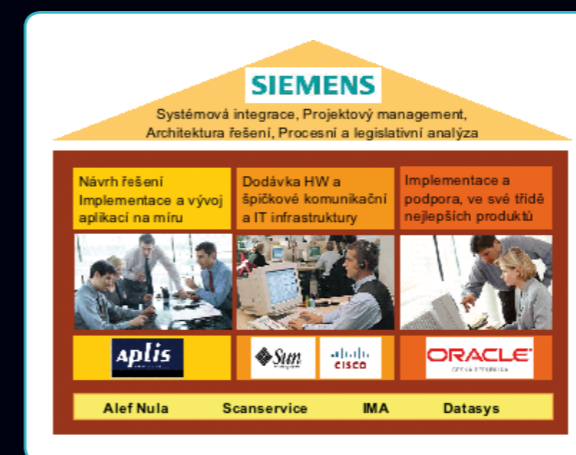 SIEMENS
Systémová integrace, Projektový management,
Architektura řešení, Procesní a legislativní analýza
Návrh řešení
Implementace a vývoj
aplikací na míru
Dodávka HW a
špičkové komunikační
a IT infrastruktury
Implementace a
podpora, ve své třídě
nejlepších produktů
aplis
Sun
CISCO
ORACLE
ČESKÁ REPUBLIKA
Alef Nula Scanservice IMA Datasys